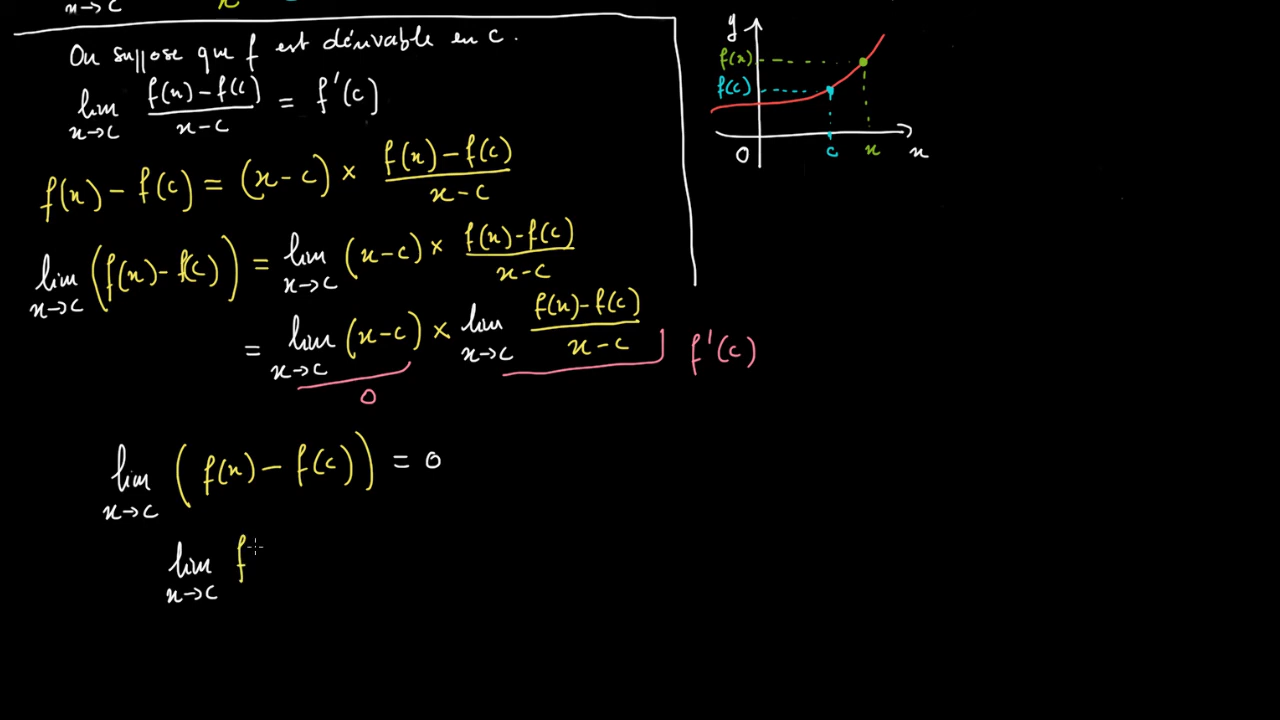 x→c
On suppose que f est dérivable en c.
lim x→c (f(x)-f(c))/(x-c) = f'(c)
f(x) - f(c) = (x-c) × (f(x)-f(c))/(x-c)
lim x→c (f(x)-f(c)) = lim x→c (x-c) × (f(x)-f(c))/(x-c)
= lim x→c (x-c) × lim x→c (f(x)-f(c))/(x-c) f'(c)
0
lim x→c (f(x) - f(c)) = 0
lim x→c f
y
f(x)
f(c)
0 c x x